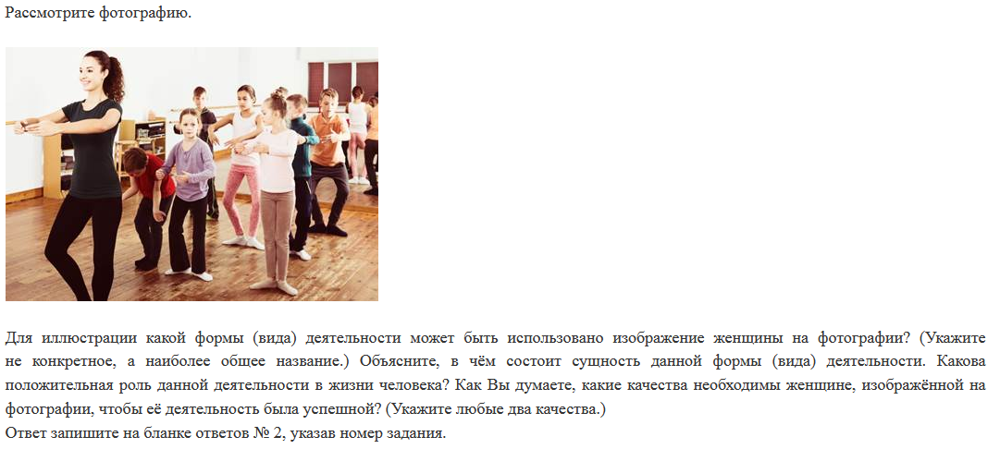 Рассмотрите фотографию.
Для иллюстрации какой формы (вида) деятельности может быть использовано изображение женщины на фотографии? (Укажите
не конкретное, а наиболее общее название.) Объясните, в чём состоит сущность данной формы (вида) деятельности. Какова
положительная роль данной деятельности в жизни человека? Как Вы думаете, какие качества необходимы женщине, изображённой на
фотографии, чтобы её деятельность была успешной? (Укажите любые два качества.)
Ответ запишите на бланке ответов № 2, указав номер задания.